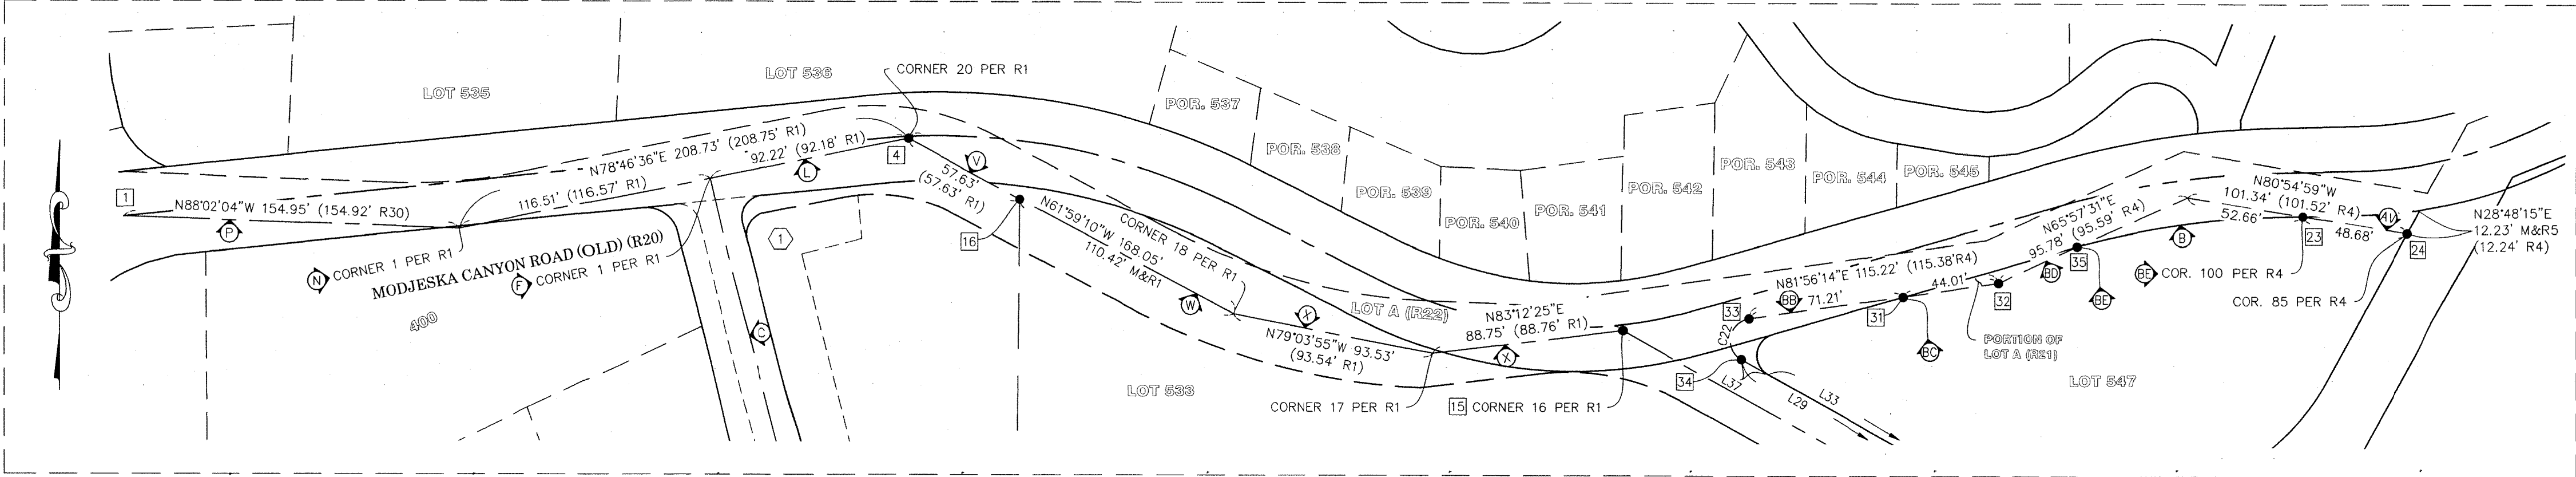 LOT 535
LOT 536
CORNER 20 PER R1
POR. 537
POR. 538
POR. 539
POR. 540
POR. 541
POR. 542
POR. 543
POR. 544
POR. 545
1
N88°02'04"W 154.95' (154.92' R30)
P
N78°46'36"E 208.73' (208.75' R1)
116.51' (116.57' R1)
92.22' (92.18' R1)
L
4
V
57.63'
(57.63' R1)
16
N CORNER 1 PER R1
F CORNER 1 PER R1
MODJESKA CANYON ROAD (OLD) (R20)
400
C
1
N61°59'10"W 168.05'
110.42' M&R1
CORNER 18 PER R1
W
X
N79°03'55"W 93.53'
(93.54' R1)
LOT A (R22)
N83°12'25"E
88.75' (88.76' R1)
X
LOT 533
CORNER 17 PER R1
15 CORNER 16 PER R1
33
C22
34
L37
L29
L33
N81°56'14"E 115.22' (115.38'R4)
BB
71.21'
44.01'
31
32
BC
PORTION OF
LOT A (R21)
N65°57'31"E
95.78' (95.59' R4)
BD
35
BE
B
N80°54'59"W
101.34' (101.52' R4)
52.66'
48.68'
AV
23
24
BE COR. 100 PER R4
COR. 85 PER R4
N28°48'15"E
12.23' M&R5
(12.24' R4)
LOT 547